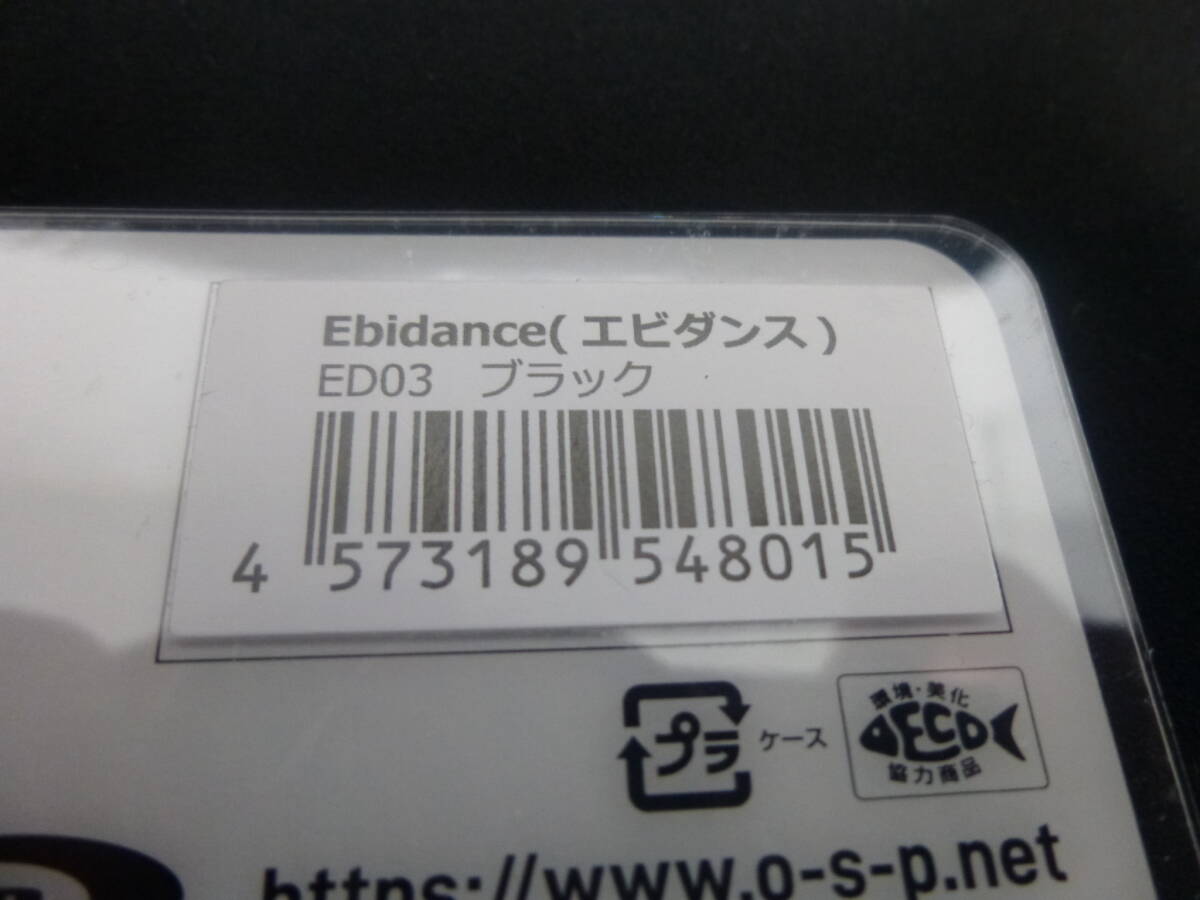 Ebidance(エビダンス)
ED03 ブラック
4 573189 548015
プラ ケース
環境・美化
ECO
協力商品
https://www.o-s-p.net